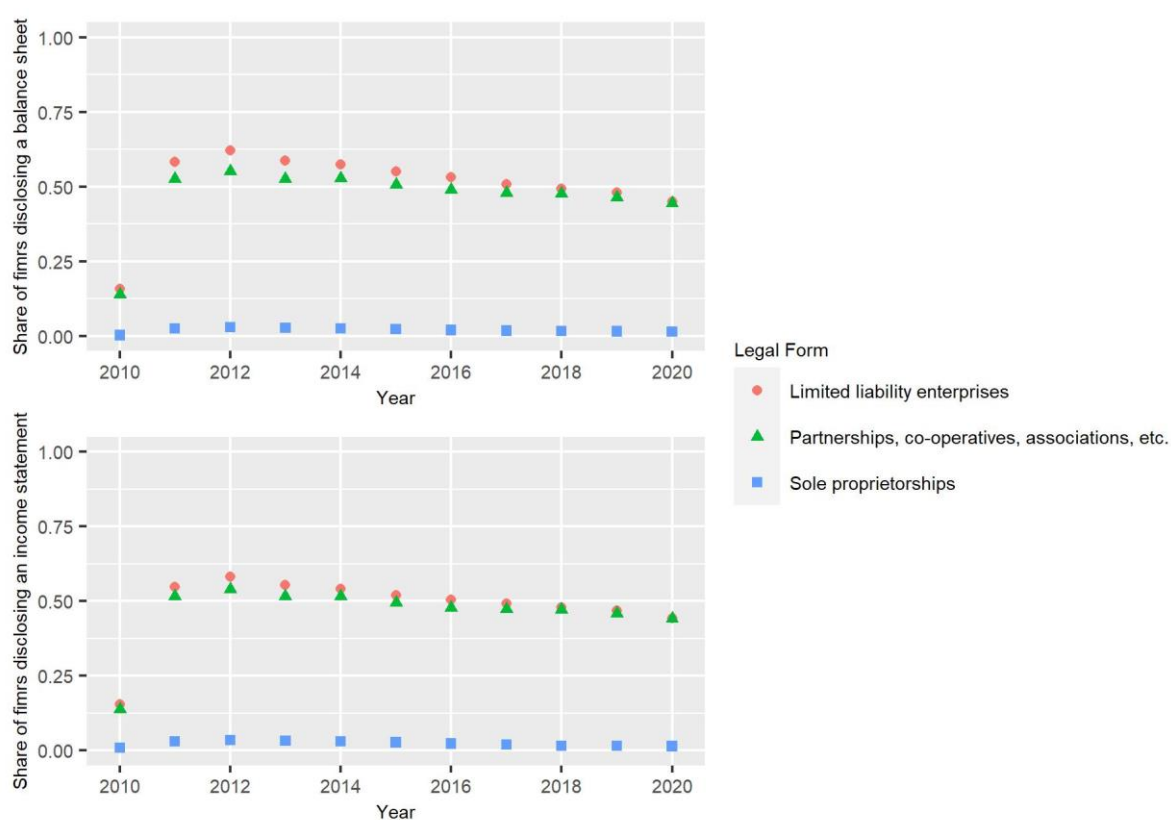 Share of fimrs disclosing a balance sheet
1.00
0.75
0.50
0.25
0.00
2010 2012 2014 2016 2018 2020
Year
Share of fimrs disclosing an income statement
1.00
0.75
0.50
0.25
0.00
2010 2012 2014 2016 2018 2020
Year
Legal Form
Limited liability enterprises
Partnerships, co-operatives, associations, etc.
Sole proprietorships